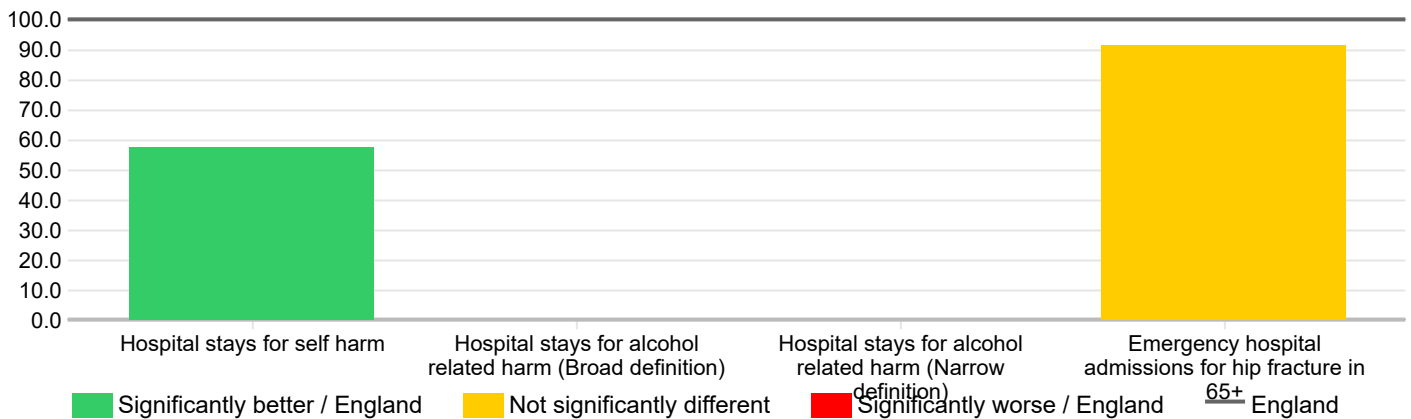 100.0
90.0
80.0
70.0
60.0
50.0
40.0
30.0
20.0
10.0
0.0
Hospital stays for self harm
Hospital stays for alcohol
related harm (Broad definition)
Hospital stays for alcohol
related harm (Narrow
definition)
Emergency hospital
admissions for hip fracture in
65+
Significantly better / England
Not significantly different
Significantly worse / England
England